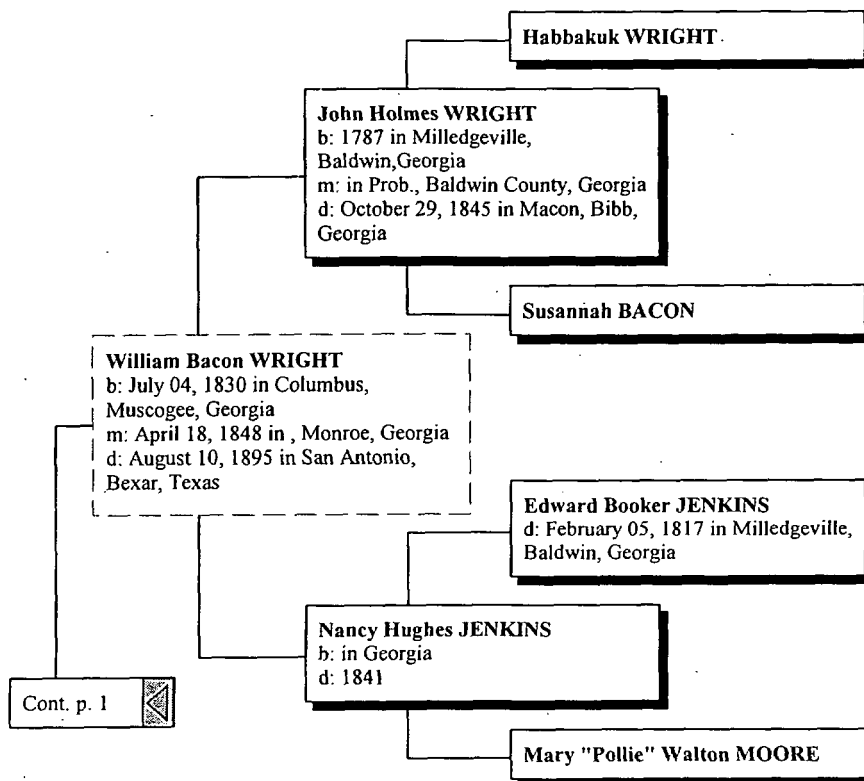 Habbakuk WRIGHT
John Holmes WRIGHT
b: 1787 in Milledgeville,
Baldwin,Georgia
m: in Prob., Baldwin County, Georgia
d: October 29, 1845 in Macon, Bibb,
Georgia
Susannah BACON
William Bacon WRIGHT
b: July 04, 1830 in Columbus,
Muscogee, Georgia
m: April 18, 1848 in , Monroe, Georgia
d: August 10, 1895 in San Antonio,
Bexar, Texas
Edward Booker JENKINS
d: February 05, 1817 in Milledgeville,
Baldwin, Georgia
Nancy Hughes JENKINS
b: in Georgia
d: 1841
Cont. p. 1
Mary "Pollie" Walton MOORE